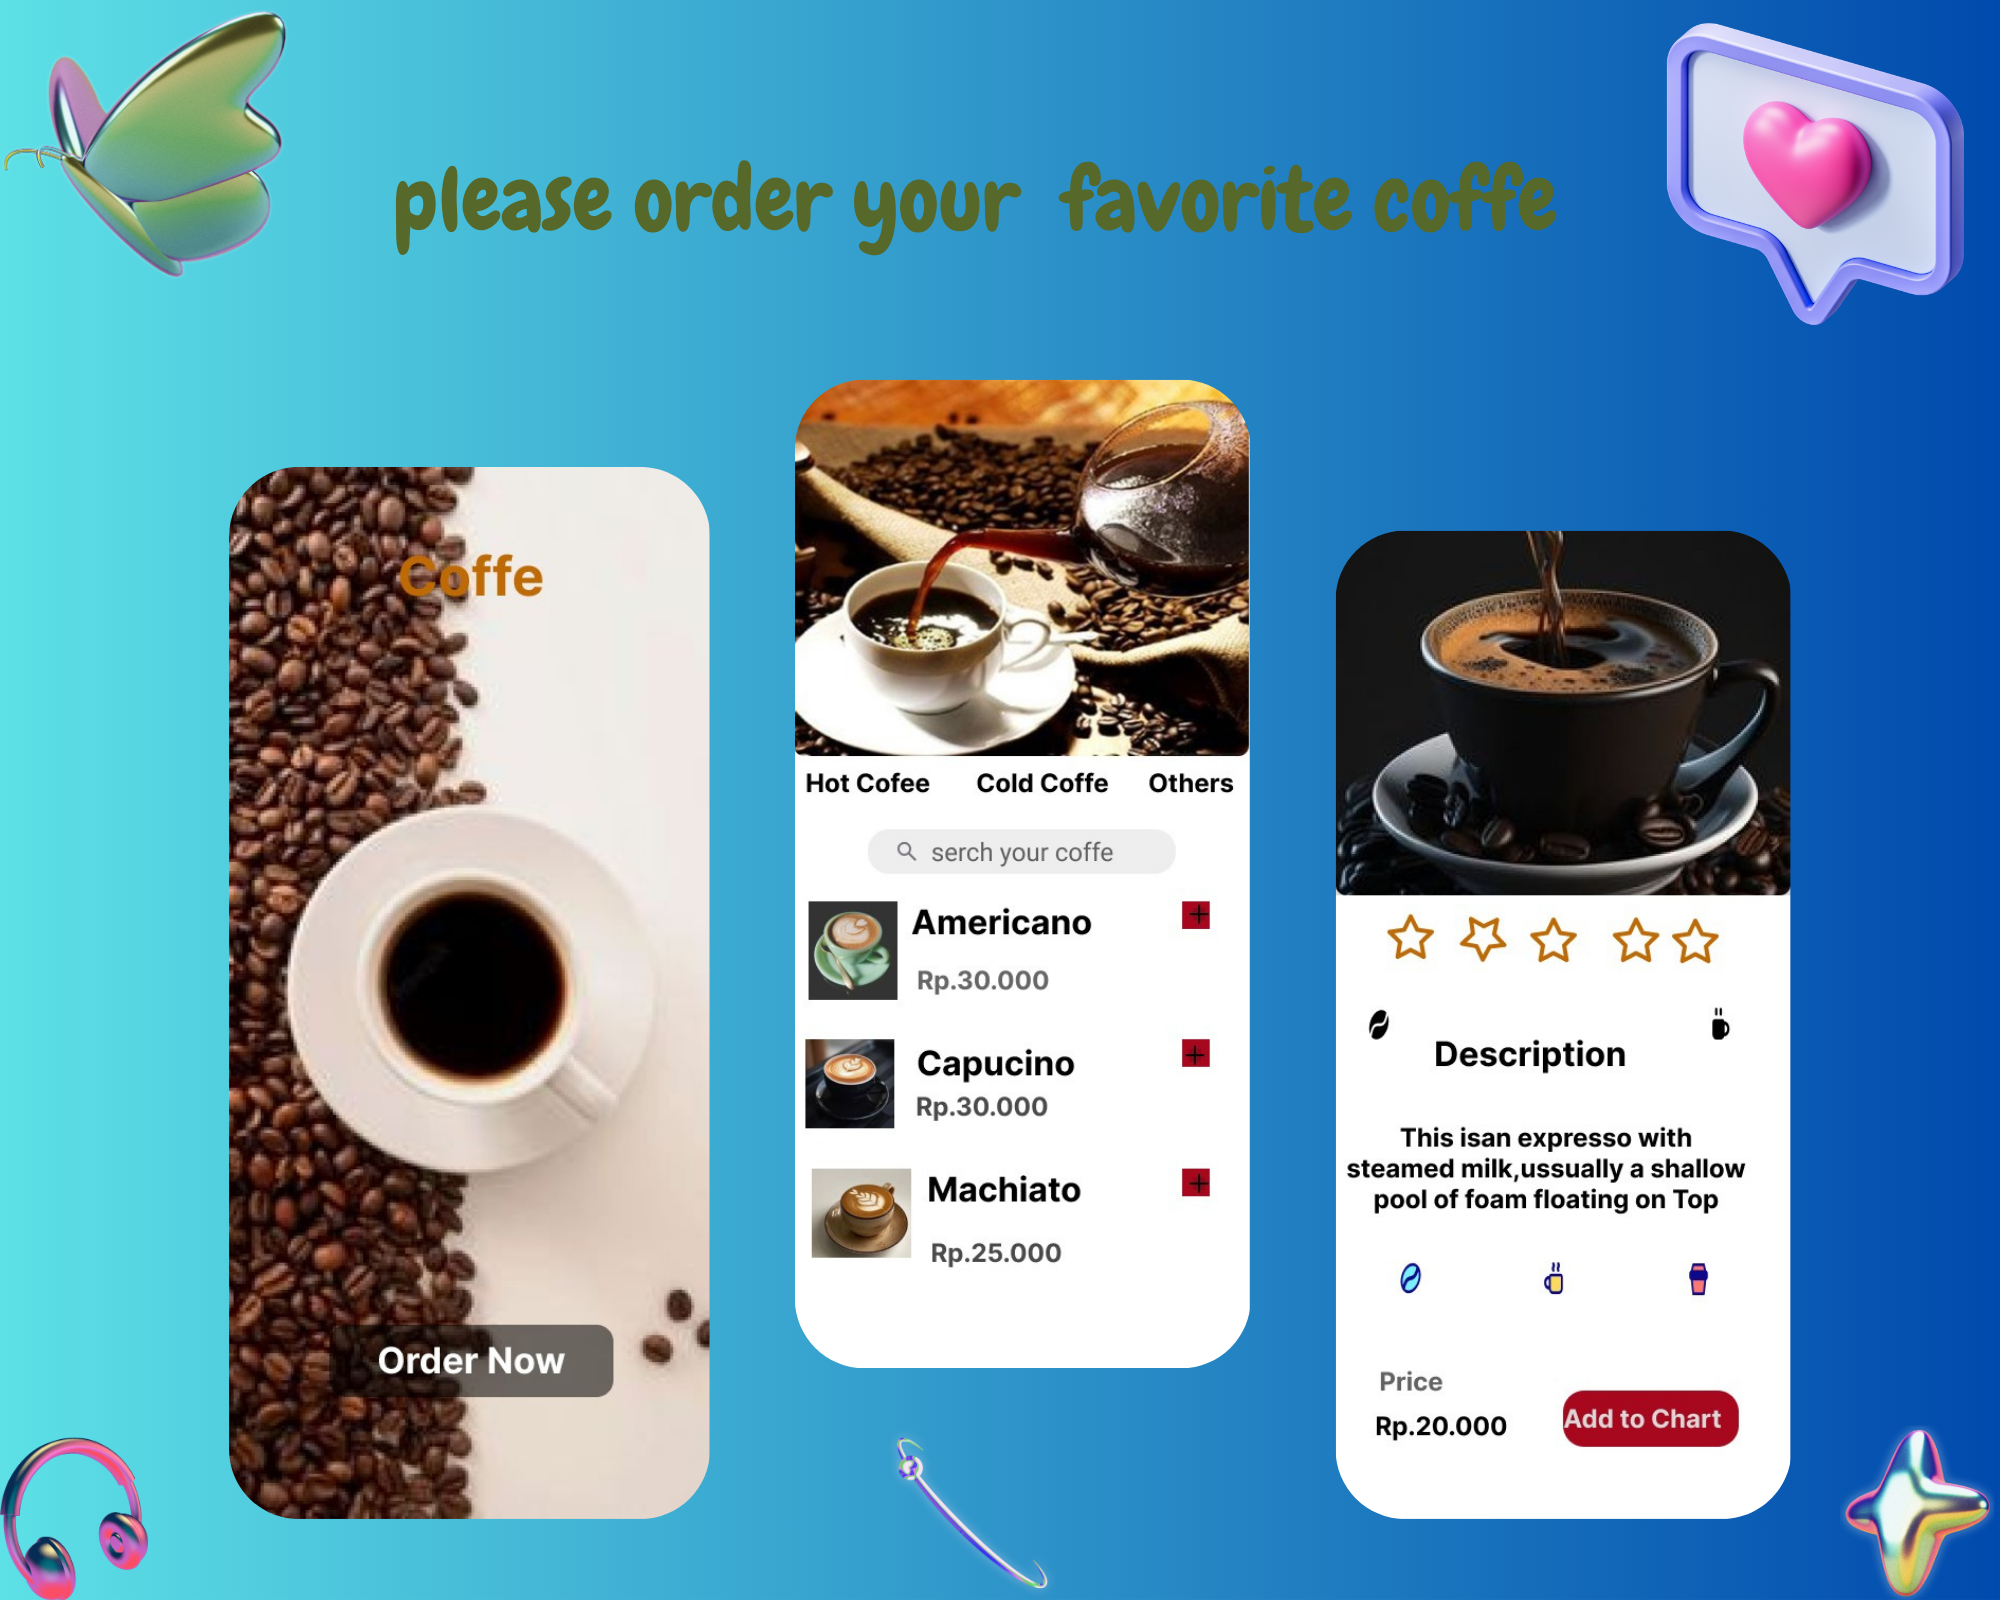 please order your favorite coffe
Coffe
Order Now
Hot Cofee Cold Coffe Others
serch your coffe
Americano
Rp.30.000
Capucino
Rp.30.000
Machiato
Rp.25.000
Description
This isan expresso with
steamed milk,ussually a shallow
pool of foam floating on Top
Price
Rp.20.000
Add to Chart